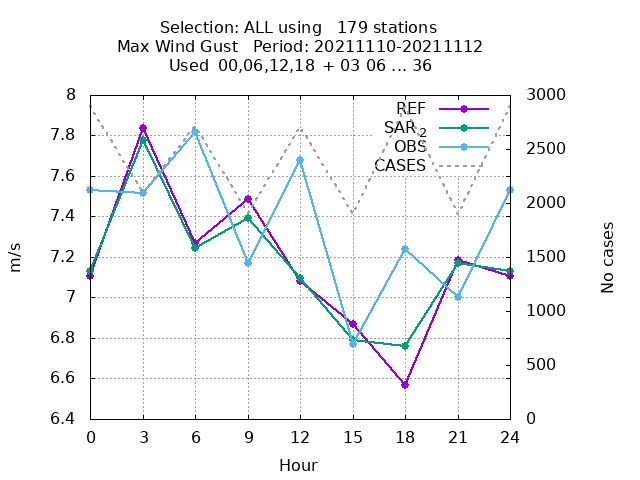 Selection: ALL using   179 stations
Max Wind Gust   Period: 20211110-20211112
Used  00,06,12,18  + 03 06 ... 36
8 3000
REF
7.8 SAR 2 2500
OBS
7.6 CASES
7.4 2000
7.2 1500
m/s No cases
7 1000
6.8
6.6 500
6.4 0
0 3 6 9 12 15 18 21 24
Hour